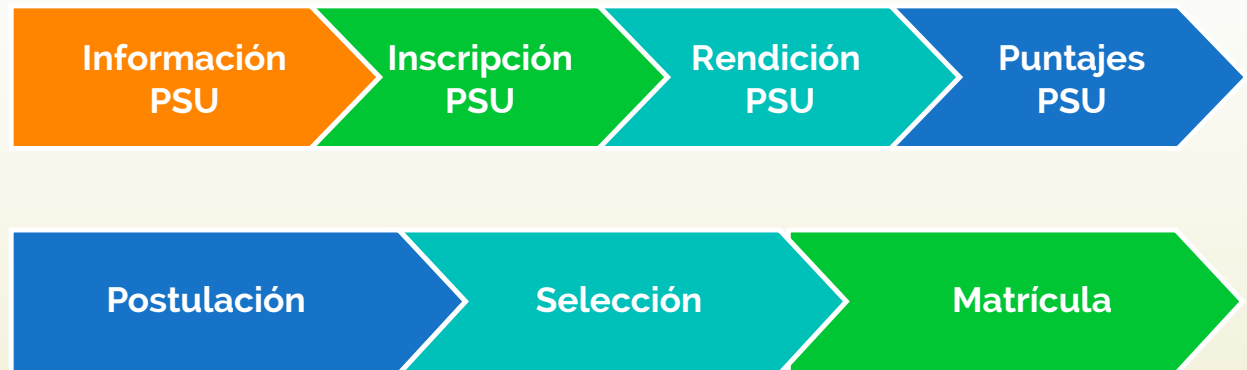 Información
PSU
Inscripción
PSU
Rendición
PSU
Puntajes
PSU
Postulación
Selección
Matrícula